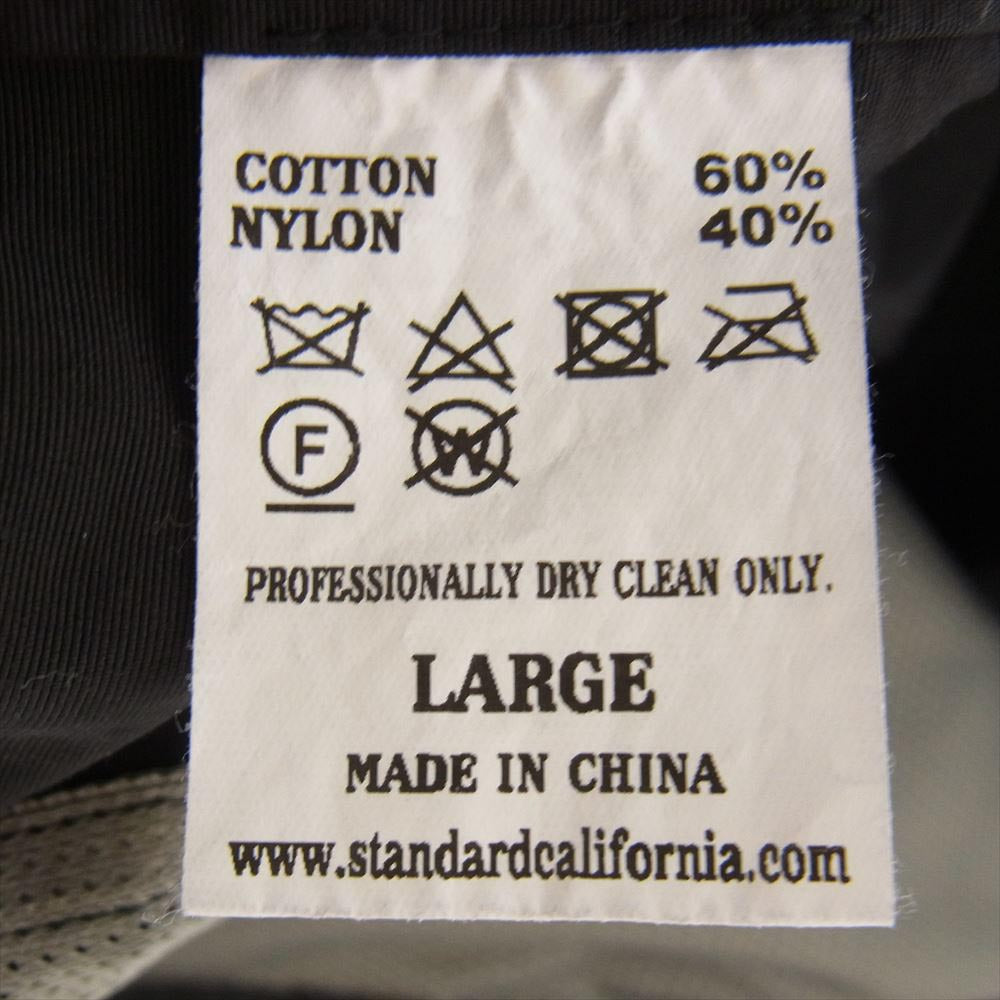 COTTON 60%
NYLON 40%
F W
PROFESSIONALLY DRY CLEAN ONLY.
LARGE
MADE IN CHINA
www.standardcalifornia.com